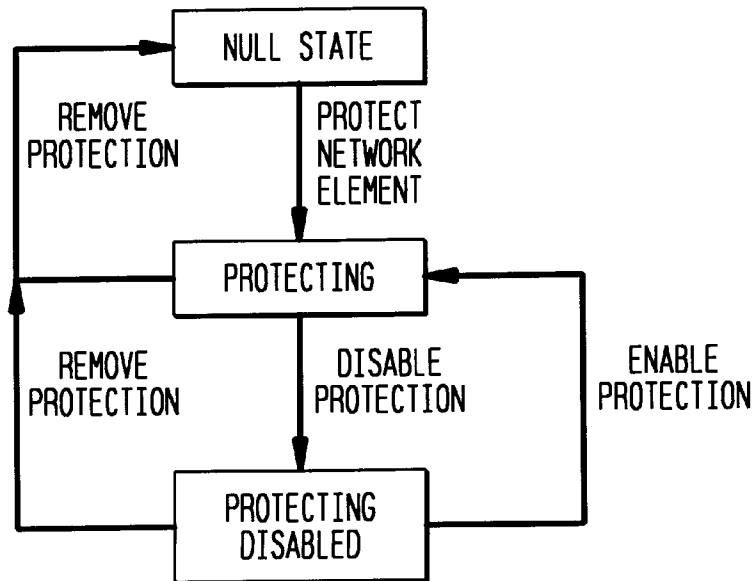 NULL STATE
REMOVE
PROTECTION
PROTECT
NETWORK
ELEMENT
PROTECTING
REMOVE
PROTECTION
DISABLE
PROTECTION
ENABLE
PROTECTION
PROTECTING
DISABLED